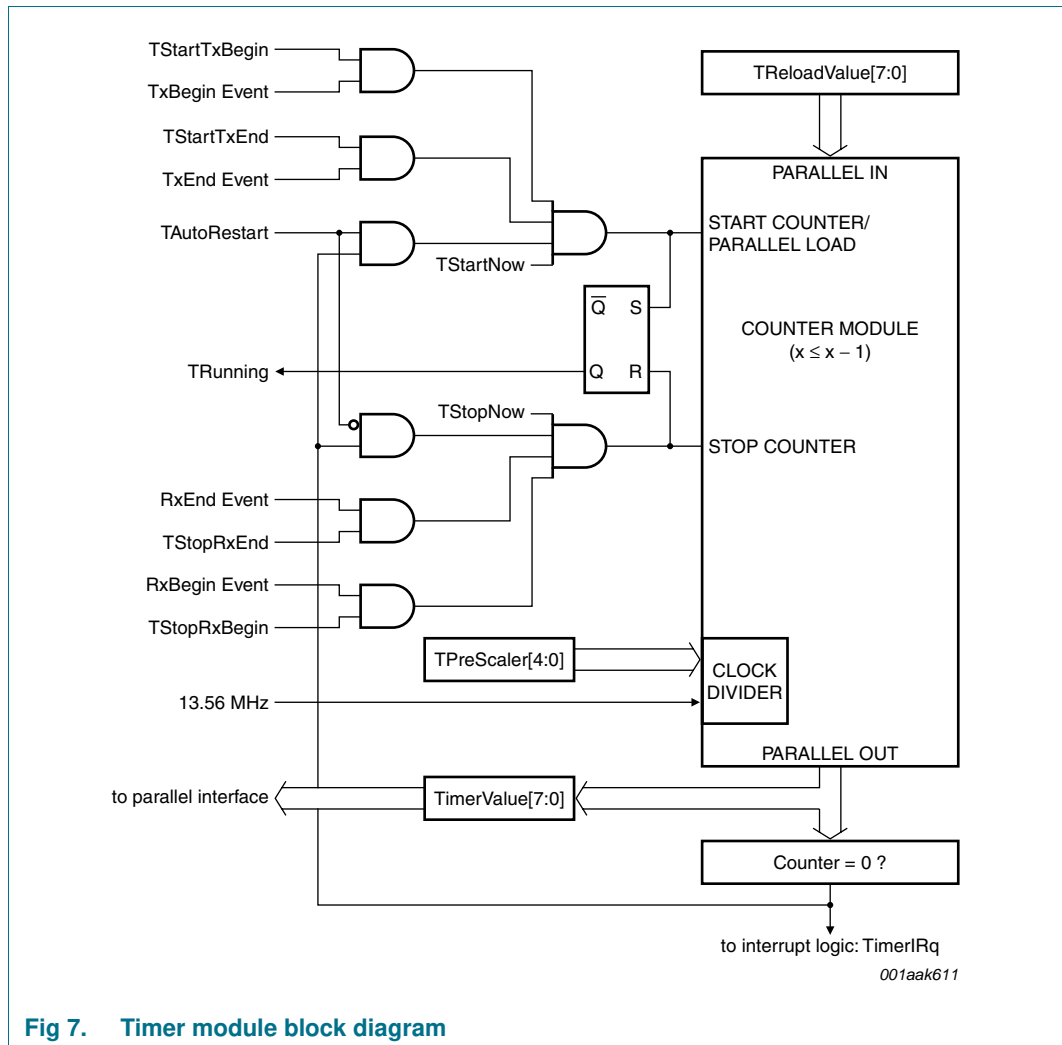 TStartTxBegin
TxBegin Event
TStartTxEnd
TxEnd Event
TAutoRestart
TStartNow
TReloadValue[7:0]
PARALLEL IN
START COUNTER/
PARALLEL LOAD
Q̅ S
Q R
COUNTER MODULE
(x ≤ x − 1)
TRunning
TStopNow
STOP COUNTER
RxEnd Event
TStopRxEnd
RxBegin Event
TStopRxBegin
TPreScaler[4:0]
CLOCK
DIVIDER
13.56 MHz
PARALLEL OUT
to parallel interface
TimerValue[7:0]
Counter = 0 ?
to interrupt logic: TimerIRq
001aak611
Fig 7. Timer module block diagram